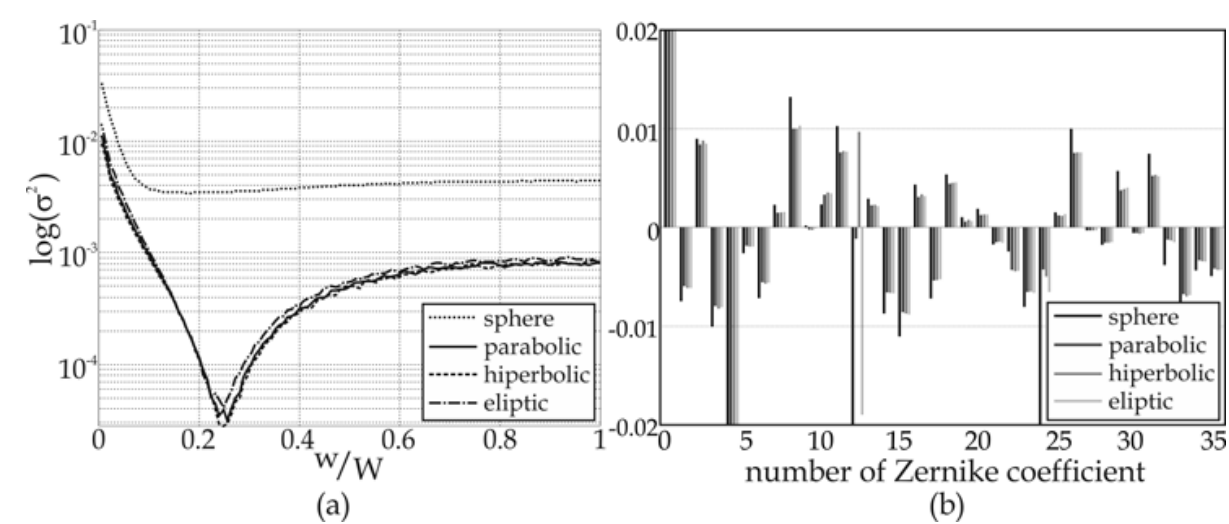 10^-1
10^-2
10^-3
10^-4
log(σ²)
sphere
parabolic
hiperbolic
eliptic
0 0.2 0.4 0.6 0.8 1
w/W
(a)
0.02
0.01
0
-0.01
-0.02
sphere
parabolic
hiperbolic
eliptic
0 5 10 15 20 25 30 35
number of Zernike coefficient
(b)